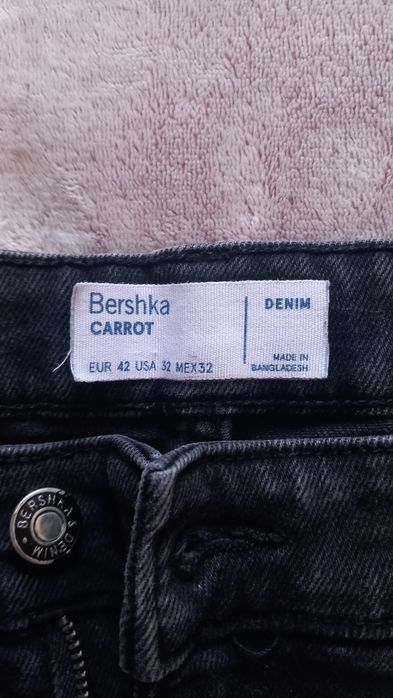 Bershka
CARROT
EUR 42 USA 32 MEX32
DENIM
MADE IN
BANGLADESH
BERSHKA
DENIM